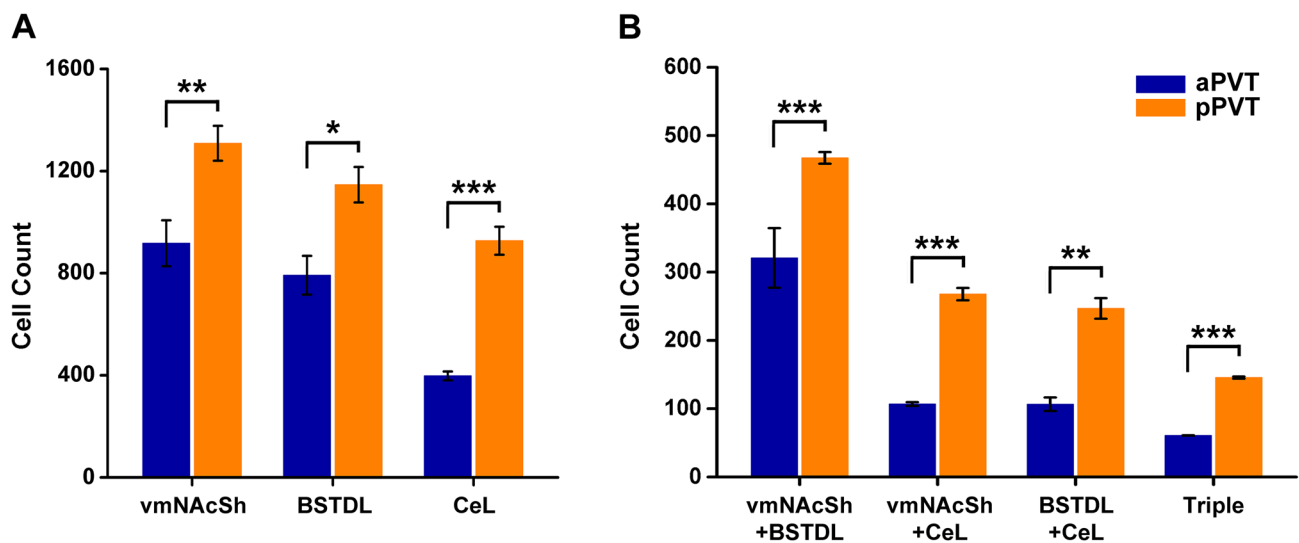 A
Cell Count
1600
1200
800
400
0
**
*
***
vmNAcSh
BSTDL
CeL
B
Cell Count
600
500
400
300
200
100
0
aPVT
pPVT
***
***
**
***
vmNAcSh
+BSTDL
vmNAcSh
+CeL
BSTDL
+CeL
Triple